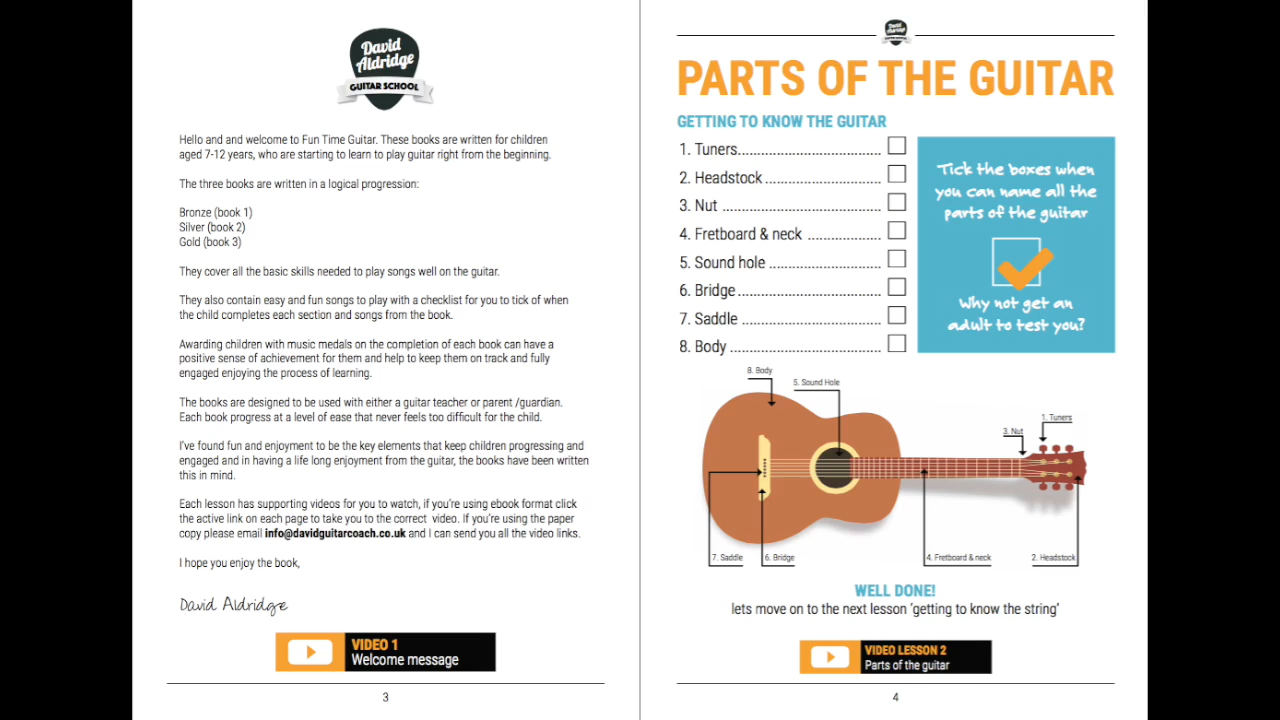 David
Aldridge
GUITAR SCHOOL
Hello and and welcome to Fun Time Guitar. These books are written for children
aged 7-12 years, who are starting to learn to play guitar right from the beginning.
The three books are written in a logical progression:
Bronze (book 1)
Silver (book 2)
Gold (book 3)
They cover all the basic skills needed to play songs well on the guitar.
They also contain easy and fun songs to play with a checklist for you to tick of when
the child completes each section and songs from the book.
Awarding children with music medals on the completion of each book can have a
positive sense of achievement for them and help to keep them on track and fully
engaged enjoying the process of learning.
The books are designed to be used with either a guitar teacher or parent /guardian.
Each book progress at a level of ease that never feels too difficult for the child.
I've found fun and enjoyment to be the key elements that keep children progressing and
engaged and in having a life long enjoyment from the guitar, the books have been written
this in mind.
Each lesson has supporting videos for you to watch, if you're using ebook format click
the active link on each page to take you to the correct video. If you're using the paper
copy please email info@davidguitarcoach.co.uk and I can send you all the video links.
I hope you enjoy the book,
David Aldridge
VIDEO 1
Welcome message
3
David
Aldridge
GUITAR SCHOOL
PARTS OF THE GUITAR
GETTING TO KNOW THE GUITAR
1. Tuners..................................
2. Headstock ............................
3. Nut ......................................
4. Fretboard & neck ..................
5. Sound hole ...........................
6. Bridge..................................
7. Saddle ..................................
8. Body ....................................
Tick the boxes when
you can name all the
parts of the guitar
Why not get an
adult to test you?
8. Body
5. Sound Hole
1. Tuners
3. Nut
7. Saddle
6. Bridge
4. Fretboard & neck
2. Headstock
WELL DONE!
lets move on to the next lesson 'getting to know the string'
VIDEO LESSON 2
Parts of the guitar
4